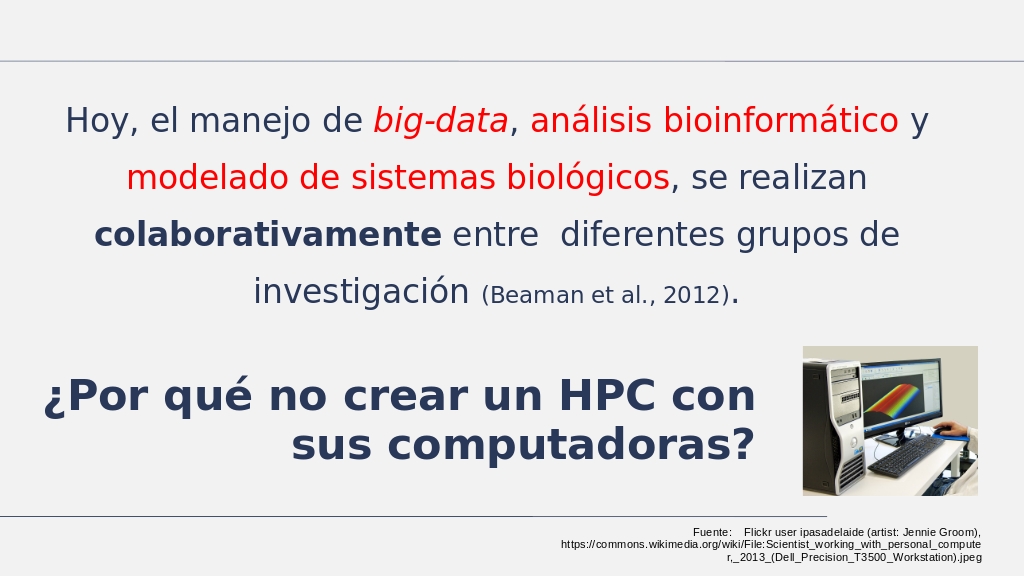 Hoy, el manejo de big-data, análisis bioinformático y
modelado de sistemas biológicos, se realizan
colaborativamente entre  diferentes grupos de
investigación (Beaman et al., 2012).
¿Por qué no crear un HPC con
sus computadoras?
Fuente:    Flickr user ipasadelaide (artist: Jennie Groom),
https://commons.wikimedia.org/wiki/File:Scientist_working_with_personal_compute
r,_2013_(Dell_Precision_T3500_Workstation).jpeg